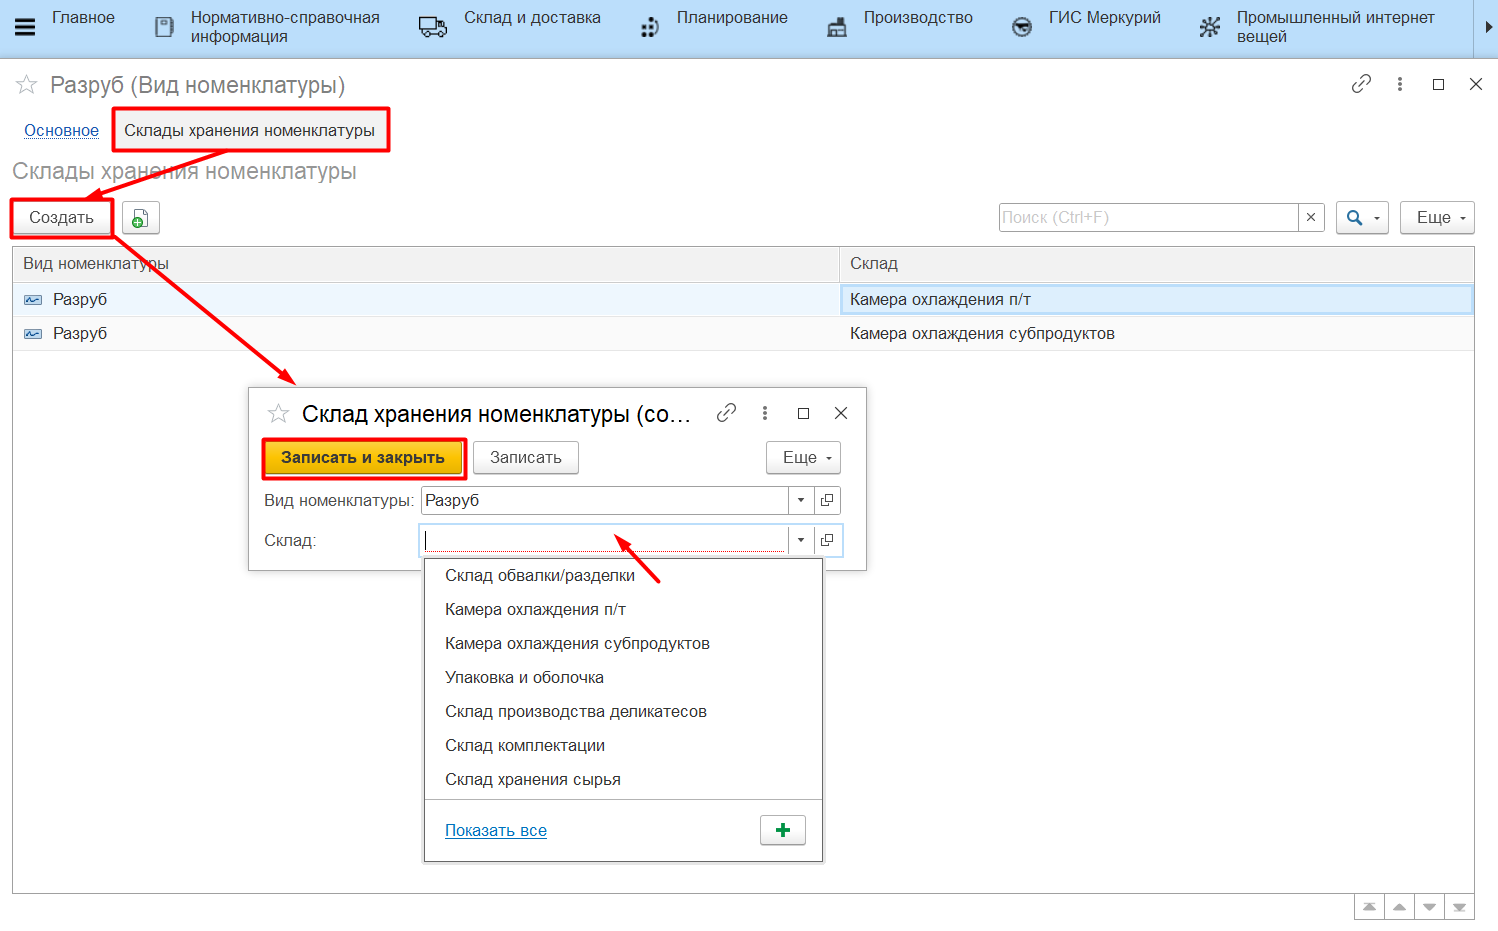 Главное
Нормативно-справочная
информация
Склад и доставка
Планирование
Производство
ГИС Меркурий
Промышленный интернет
вещей
Разруб (Вид номенклатуры)
Основное
Склады хранения номенклатуры
Склады хранения номенклатуры
Создать
Поиск (Ctrl+F)
Еще
Вид номенклатуры
Склад
Разруб
Камера охлаждения п/т
Разруб
Камера охлаждения субпродуктов
Склад хранения номенклатуры (со...
Записать и закрыть
Записать
Еще
Вид номенклатуры:
Разруб
Склад:
Склад обвалки/разделки
Камера охлаждения п/т
Камера охлаждения субпродуктов
Упаковка и оболочка
Склад производства деликатесов
Склад комплектации
Склад хранения сырья
Показать все